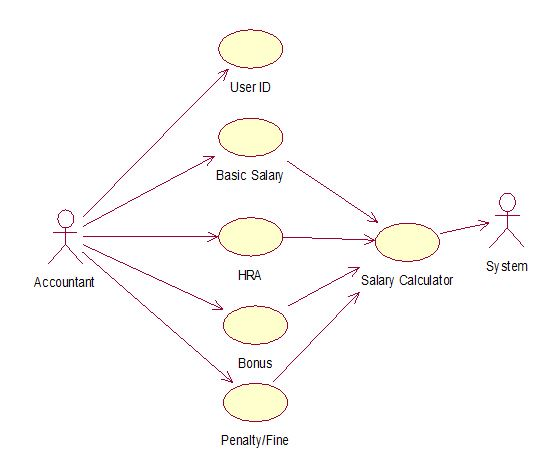 User ID
Basic Salary
Accountant
HRA
Salary Calculator
System
Bonus
Penalty/Fine